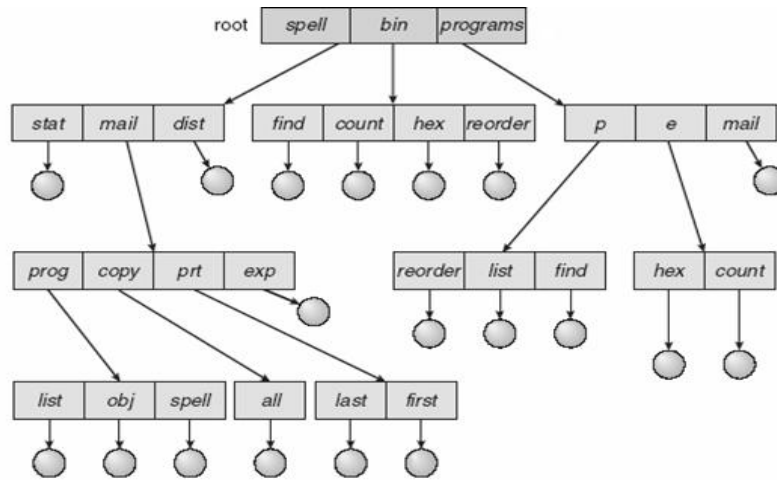 root spell bin programs
stat mail dist find count hex reorder p e mail
prog copy prt exp reorder list find hex count
list obj spell all last first